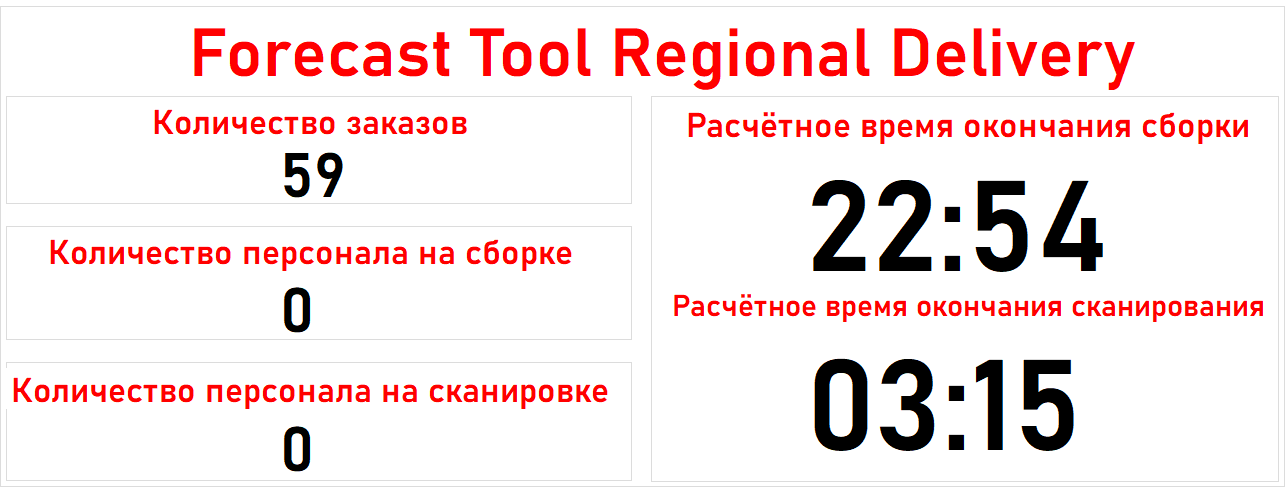 Forecast Tool Regional Delivery
Количество заказов
59
Количество персонала на сборке
0
Количество персонала на сканировке
0
Расчётное время окончания сборки
22:54
Расчётное время окончания сканирования
03:15